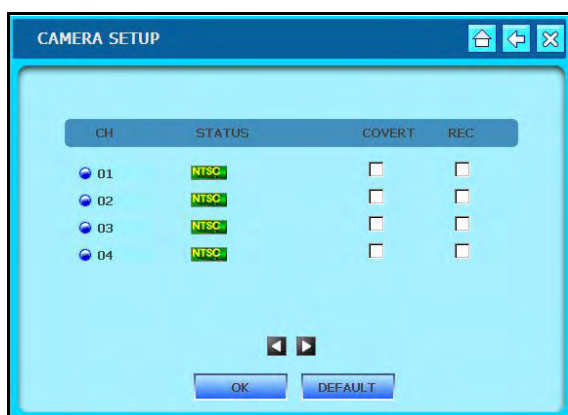 CAMERA SETUP
CH STATUS COVERT REC
01 NTSC
02 NTSC
03 NTSC
04 NTSC
OK DEFAULT